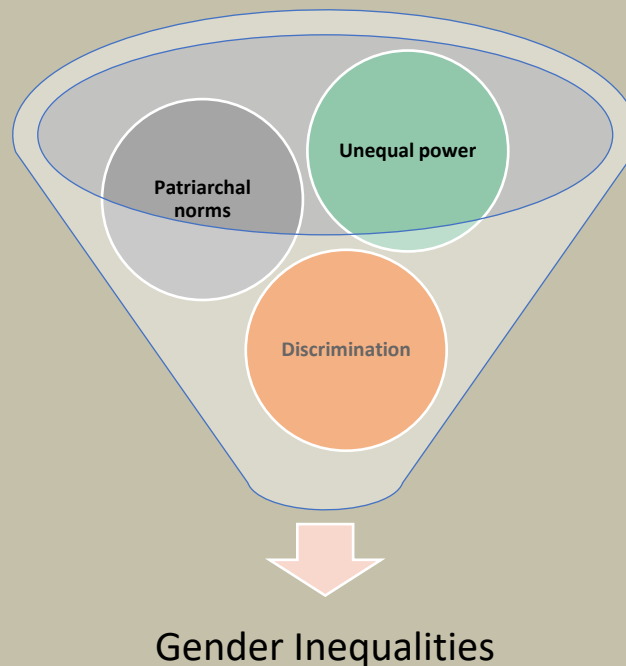 Unequal power
Patriarchal
norms
Discrimination
Gender Inequalities